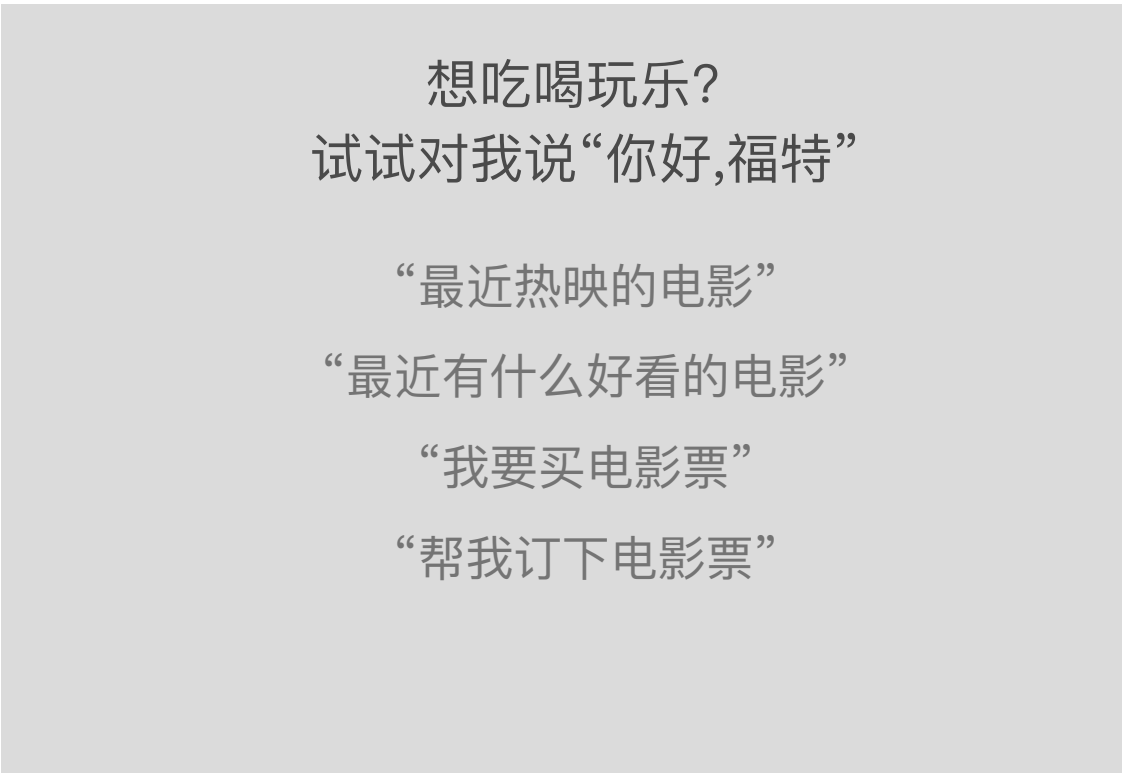 想吃喝玩乐?
试试对我说“你好,福特”
“最近热映的电影”
“最近有什么好看的电影”
“我要买电影票”
“帮我订下电影票”